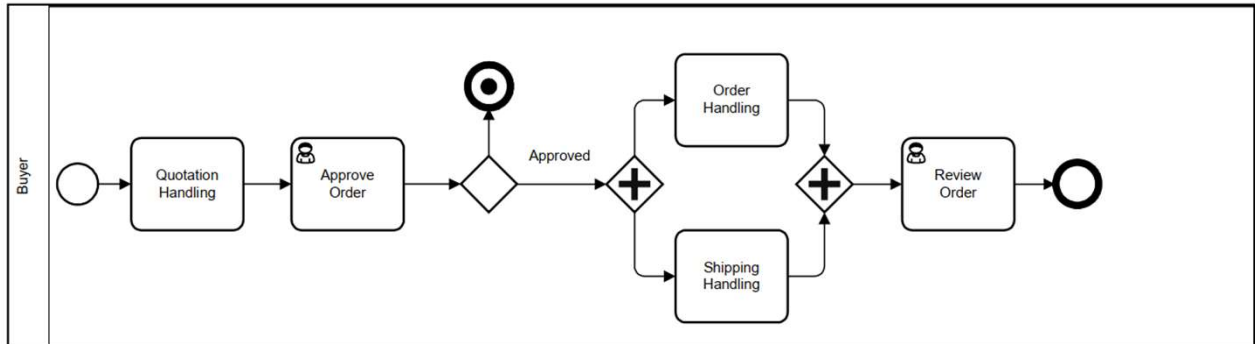 Buyer
Quotation
Handling
Approve
Order
Approved
Order
Handling
Shipping
Handling
Review
Order